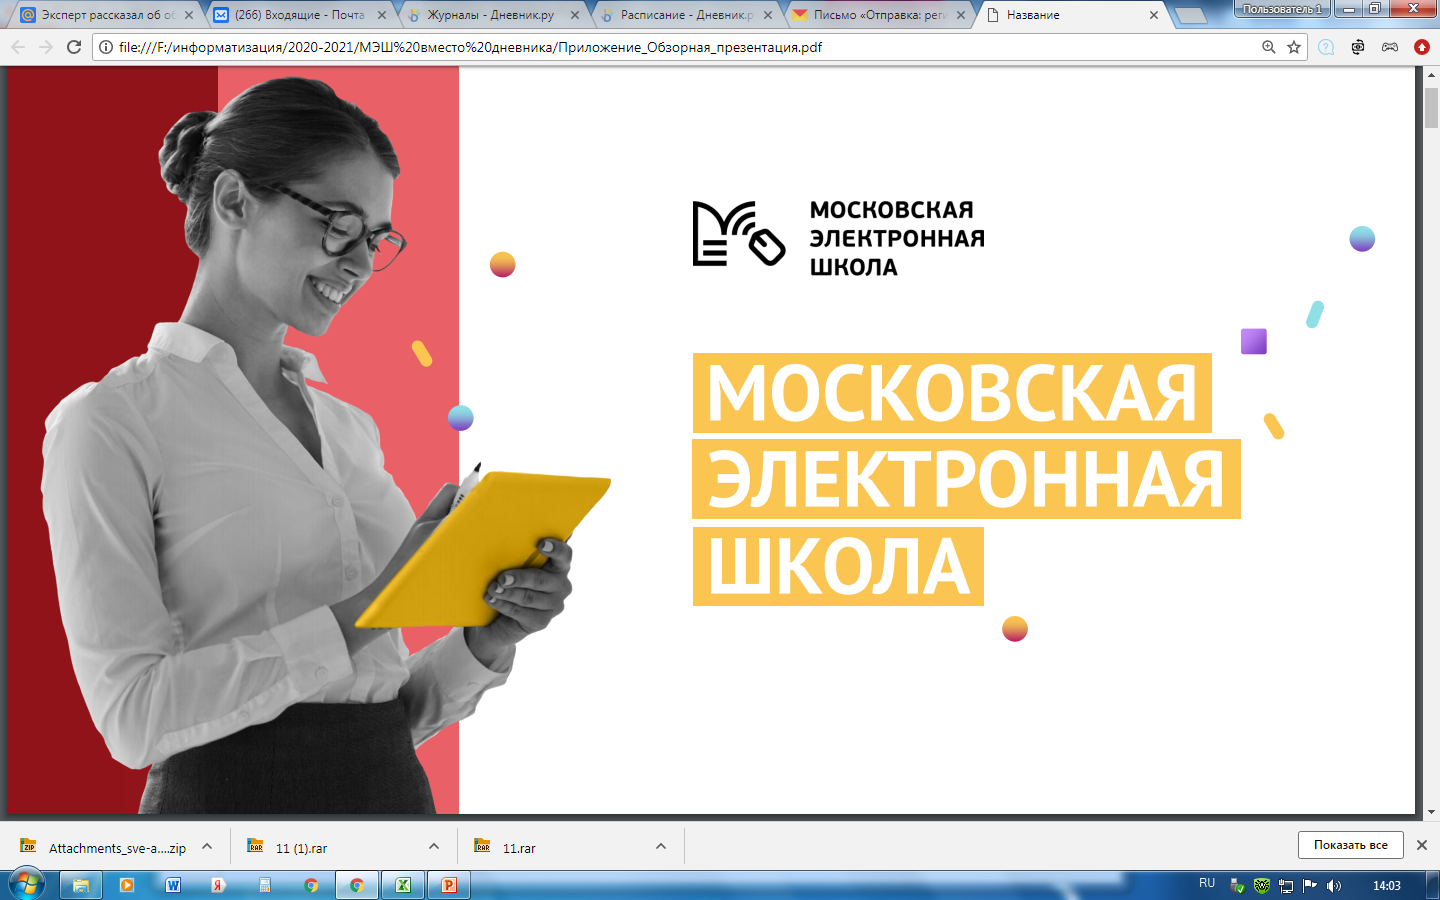 Эксперт рассказал об об
(266) Входящие - Почта
Журналы - Дневник.ру
Расписание - Дневник.р
Письмо «Отправка: реги
Название
Пользователь 1
file:///F:/информатизация/2020-2021/МЭШ%20вместо%20дневника/Приложение_Обзорная_презентация.pdf
МОСКОВСКАЯ
ЭЛЕКТРОННАЯ
ШКОЛА
МОСКОВСКАЯ
ЭЛЕКТРОННАЯ
ШКОЛА
Attachments_sve-a....zip
11 (1).rar
11.rar
Показать все
RU
14:03